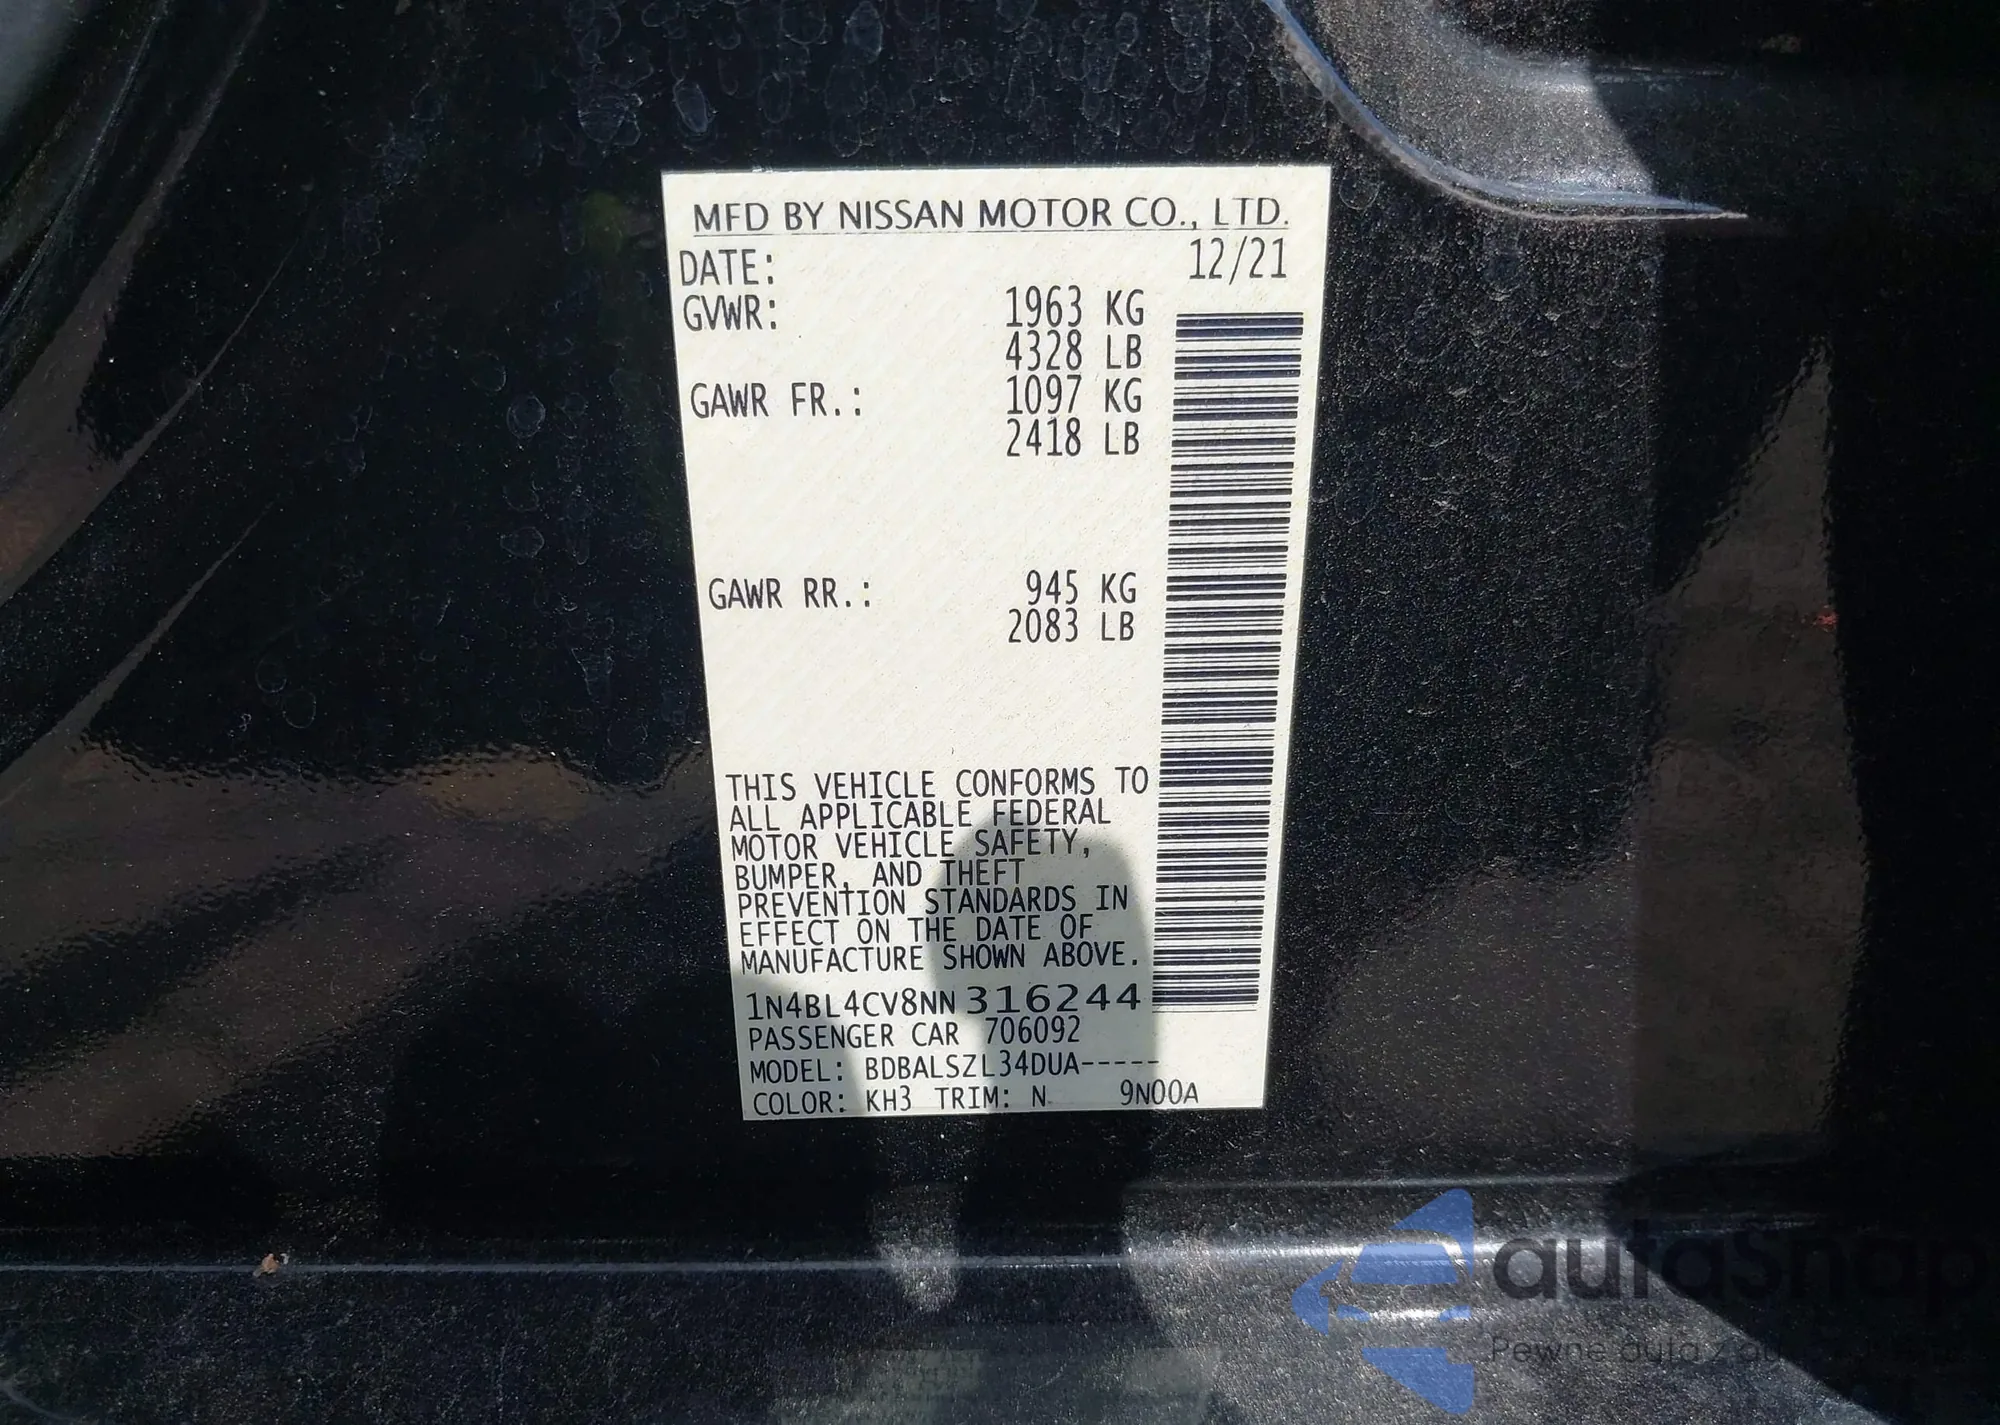 MFD BY NISSAN MOTOR CO., LTD.
DATE: 12/21
GVWR: 1963 KG
4328 LB
GAWR FR.: 1097 KG
2418 LB
GAWR RR.: 945 KG
2083 LB
THIS VEHICLE CONFORMS TO
ALL APPLICABLE FEDERAL
MOTOR VEHICLE SAFETY,
BUMPER, AND THEFT
PREVENTION STANDARDS IN
EFFECT ON THE DATE OF
MANUFACTURE SHOWN ABOVE.
1N4BL4CV8NN316244
PASSENGER CAR 706092
MODEL: BDBALSZL34DUA-----
COLOR: KH3 TRIM: N 9N00A
autaSnap
Pewne auta z